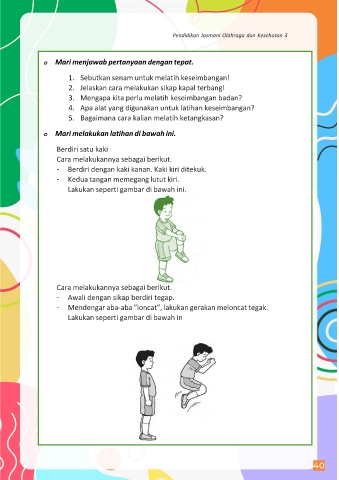 Pendidikan Jasmani Olahraga dan Kesehatan 3
o Mari menjawab pertanyaan dengan tepat.
1. Sebutkan senam untuk melatih keseimbangan!
2. Jelaskan cara melakukan sikap kapal terbang!
3. Mengapa kita perlu melatih keseimbangan badan?
4. Apa alat yang digunakan untuk latihan keseimbangan?
5. Bagaimana cara kalian melatih ketangkasan?
o Mari melakukan latihan di bawah ini.
Berdiri satu kaki
Cara melakukannya sebagai berikut.
- Berdiri dengan kaki kanan. Kaki kiri ditekuk.
- Kedua tangan memegang lutut kiri.
Lakukan seperti gambar di bawah ini.
Cara melakukannya sebagai berikut.
- Awali dengan sikap berdiri tegap.
- Mendengar aba-aba "loncat", lakukan gerakan meloncat tegak.
Lakukan seperti gambar di bawah in
40